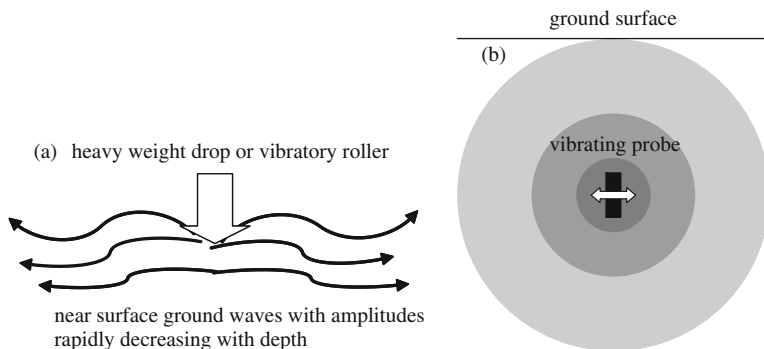 ground surface
(b)
(a) heavy weight drop or vibratory roller
vibrating probe
near surface ground waves with amplitudes
rapidly decreasing with depth